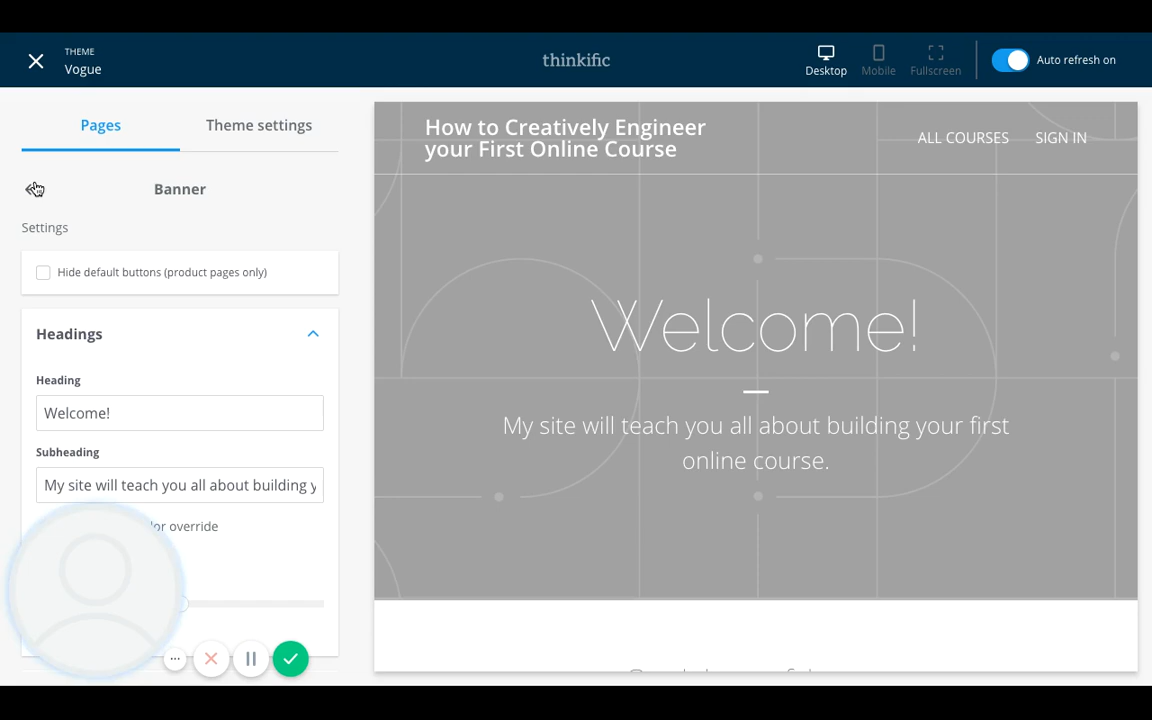 THEME
Vogue
thinkific
Desktop
Mobile
Fullscreen
Auto refresh on
Pages
Theme settings
Banner
Settings
Hide default buttons (product pages only)
Headings
Heading
Welcome!
Subheading
My site will teach you all about building y
override
How to Creatively Engineer
your First Online Course
ALL COURSES
SIGN IN
Welcome!
My site will teach you all about building your first
online course.